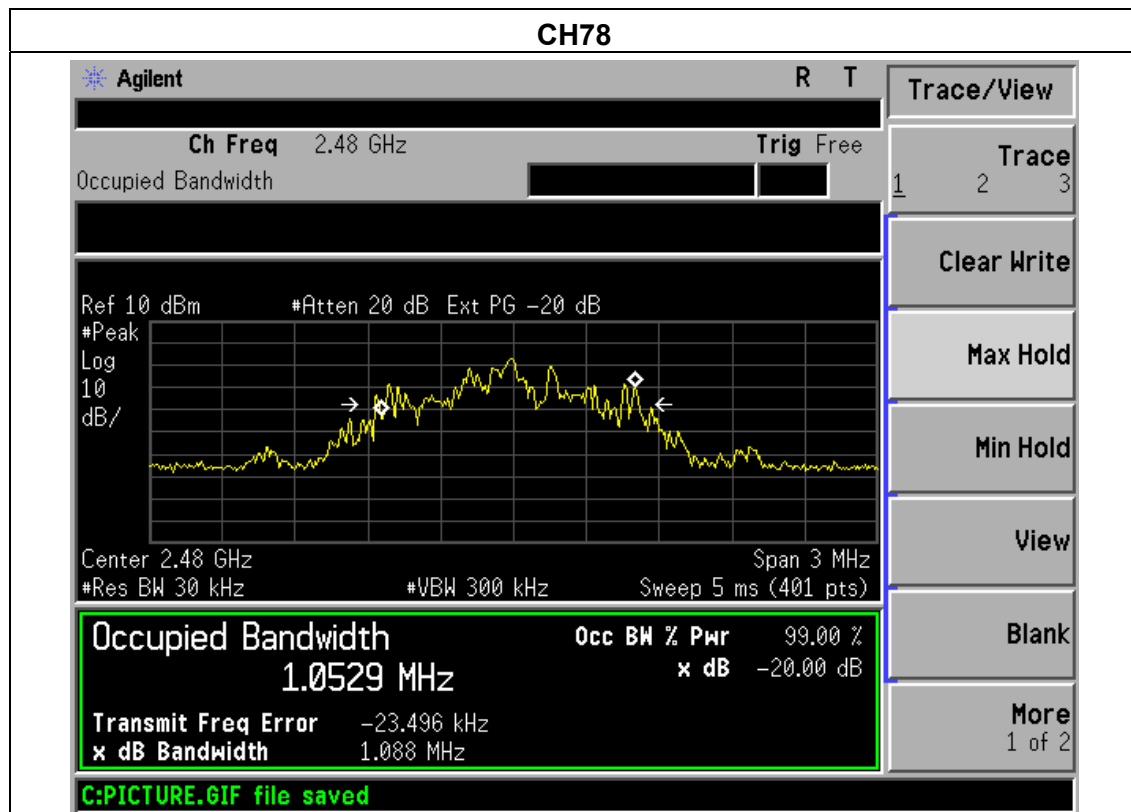 CH78
Agilent R T
Trace/View
Ch Freq 2.48 GHz Trig Free
Occupied Bandwidth
Trace
1 2 3
Clear Write
Ref 10 dBm #Atten 20 dB Ext PG -20 dB
#Peak
Log
10
dB/
Max Hold
Min Hold
View
Center 2.48 GHz Span 3 MHz
#Res BW 30 kHz #VBW 300 kHz Sweep 5 ms (401 pts)
Occupied Bandwidth Occ BW % Pwr 99.00 %
1.0529 MHz x dB -20.00 dB
Blank
Transmit Freq Error -23.496 kHz
x dB Bandwidth 1.088 MHz
More
1 of 2
C:PICTURE.GIF file saved